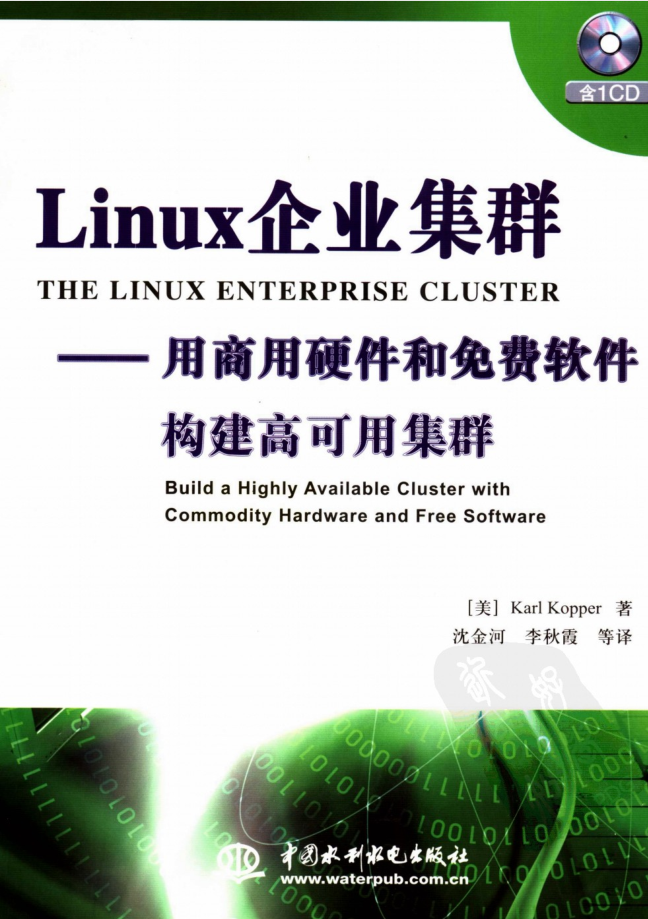 含1CD
Linux企业集群
THE LINUX ENTERPRISE CLUSTER
——用商用硬件和免费软件
构建高可用集群
Build a Highly Available Cluster with
Commodity Hardware and Free Software
[美] Karl Kopper 著
沈金河 李秋霞 等译
中国水利水电出版社
www.waterpub.com.cn